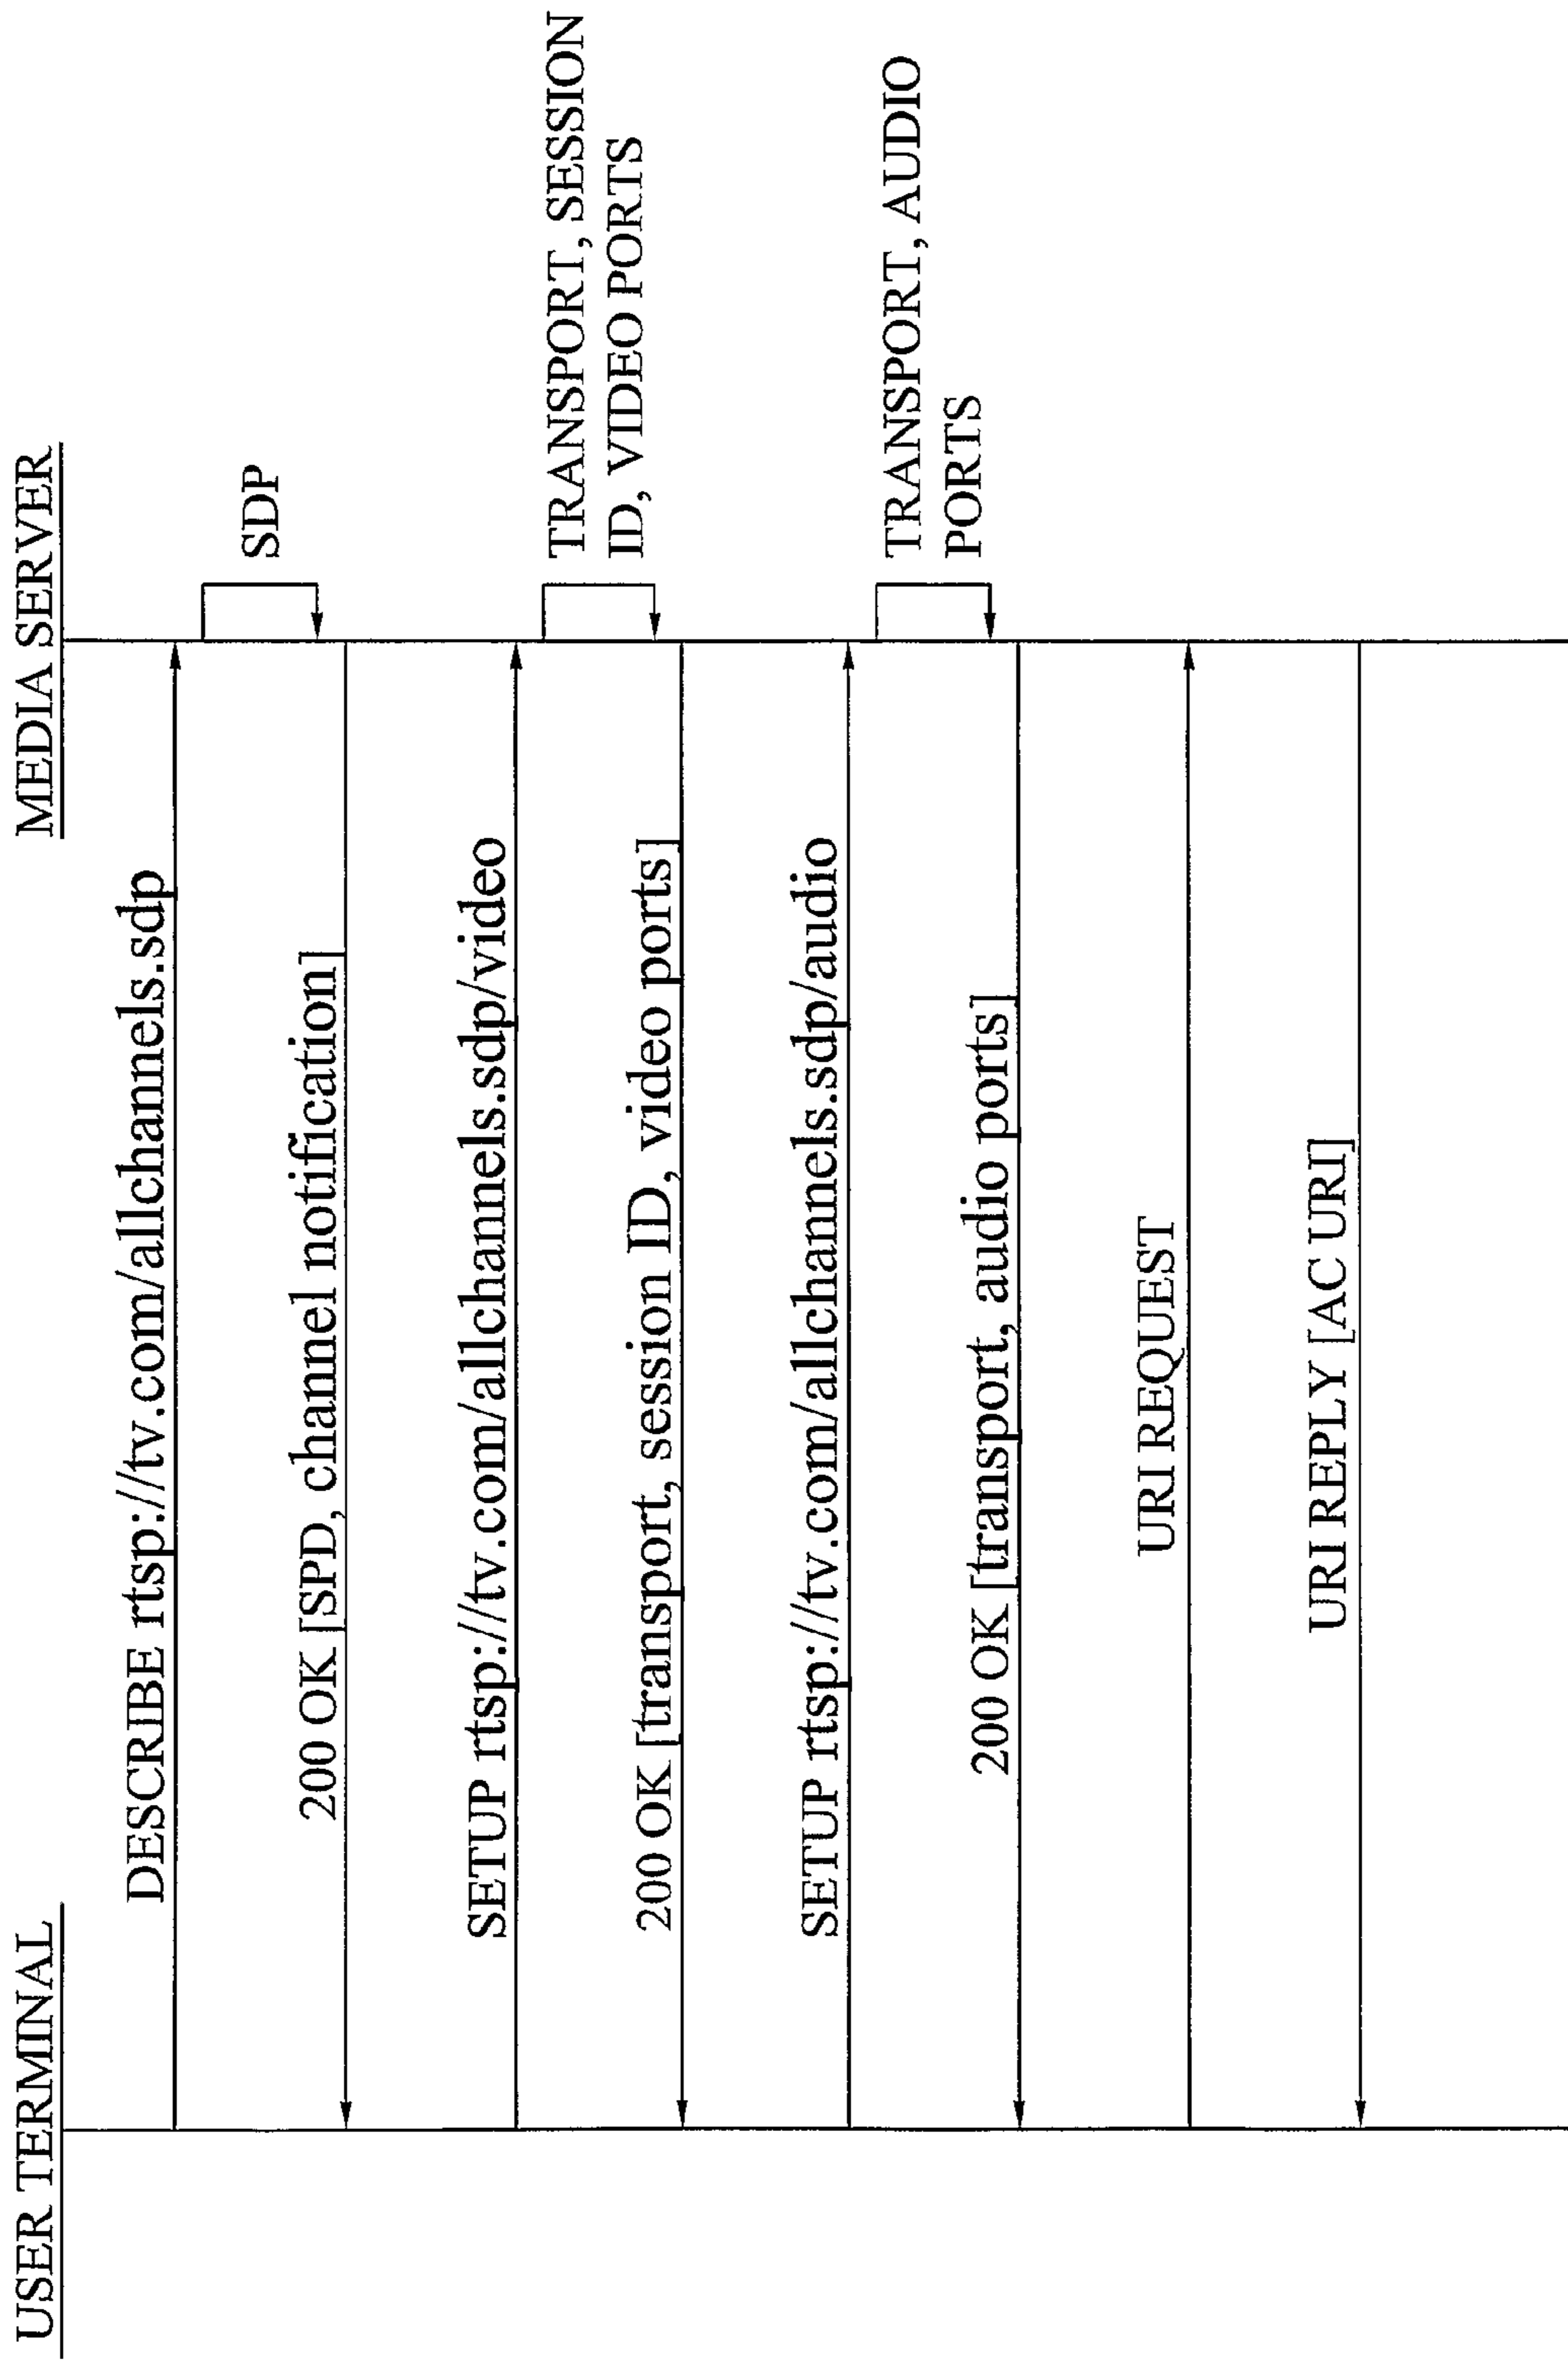 USER TERMINAL
MEDIA SERVER
DESCRIBE rtsp://tv.com/allchannels.sdp
SDP
200 OK [SPD, channel notification]
SETUP rtsp://tv.com/allchannels.sdp/video
TRANSPORT, SESSION
ID, VIDEO PORTS
200 OK [transport, session ID, video ports]
SETUP rtsp://tv.com/allchannels.sdp/audio
TRANSPORT, AUDIO
PORTS
200 OK [transport, audio ports]
URI REQUEST
URI REPLY [AC URI]